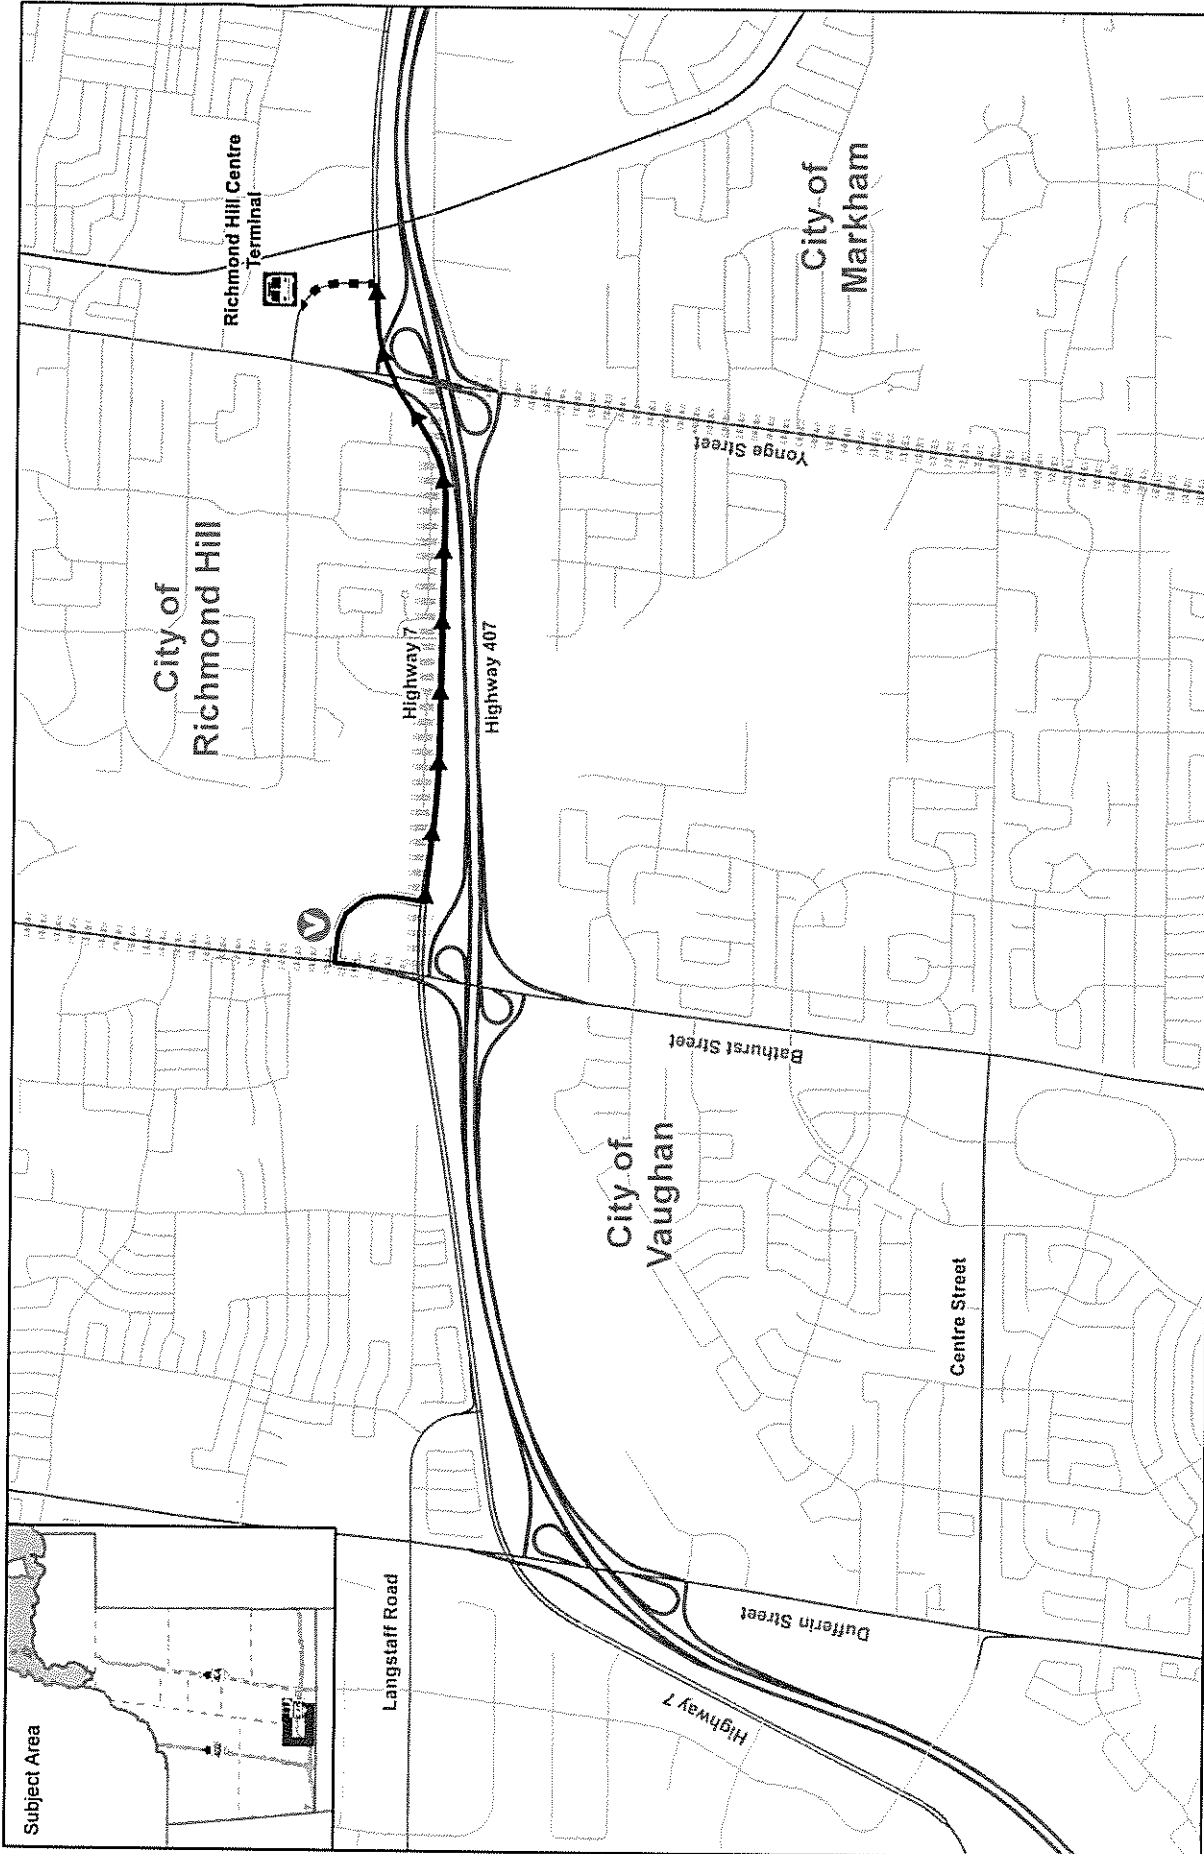 Subject Area
Langstaff Road
Highway 7
Dufferin Street
Centre Street
City of
Vaughan
Bathurst Street
City of
Richmond Hill
Highway 7
Highway 407
Yonge Street
Richmond Hill Centre
Terminal
City of
Markham
V